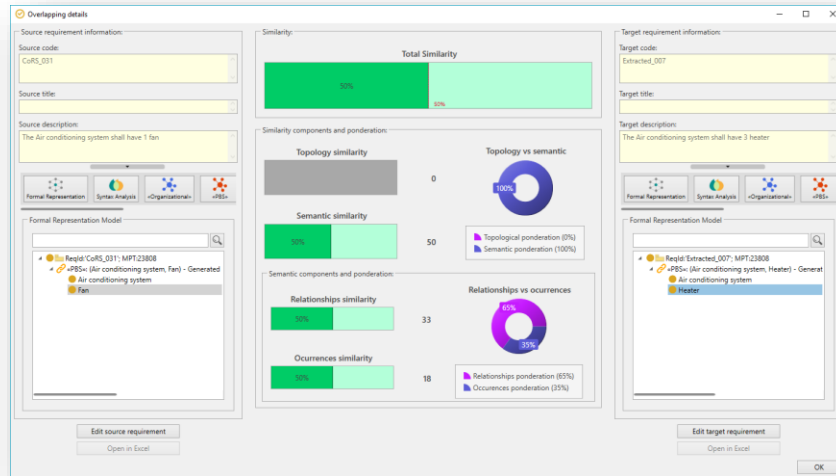 Overlapping details
Source requirement information:
Source code:
CoRS_031
Source title:
Source description:
The Air conditioning system shall have 1 fan
Formal Representation
Syntax Analysis
«Organizational»
«PBS»
Formal Representation Model
ReqId:'CoRS_031'; MPT:23808
«PBS»: (Air conditioning system, Fan) - Generated
Air conditioning system
Fan
Edit source requirement
Open in Excel
Similarity:
Total Similarity
50%
60%
Similarity components and ponderation:
Topology similarity
0
Semantic similarity
50%
50
Topology vs semantic
100%
Topological ponderation (0%)
Semantic ponderation (100%)
Semantic components and ponderation:
Relationships similarity
50%
33
Ocurrences similarity
50%
18
Relationships vs ocurrences
65%
35%
Relationships ponderation (65%)
Occurences ponderation (35%)
Target requirement information:
Target code:
Extracted_007
Target title:
Target description:
The Air conditioning system shall have 3 heater
Formal Representation
Syntax Analysis
«Organizational»
«PBS»
Formal Representation Model
ReqId:'Extracted_007'; MPT:23808
«PBS»: (Air conditioning system, Heater) - Generat
Air conditioning system
Heater
Edit target requirement
Open in Excel
OK